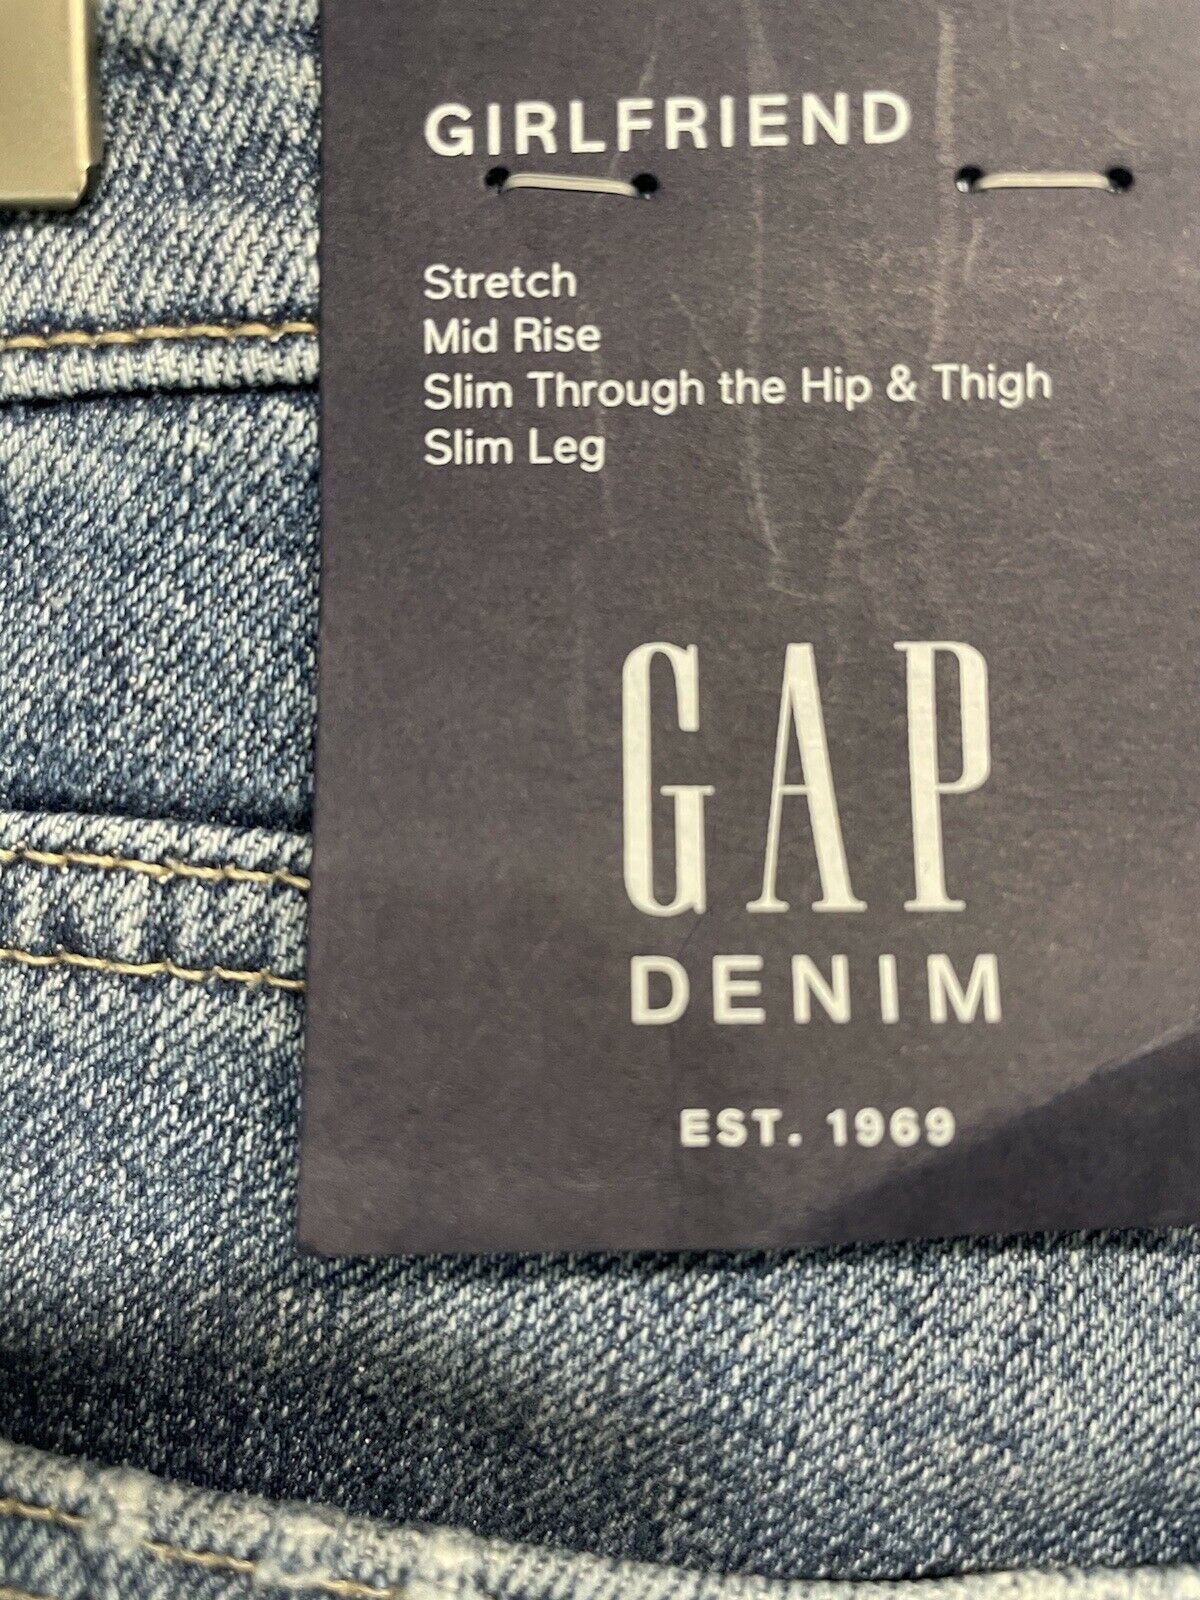 GIRLFRIEND
Stretch
Mid Rise
Slim Through the Hip & Thigh
Slim Leg
GAP
DENIM
EST. 1969